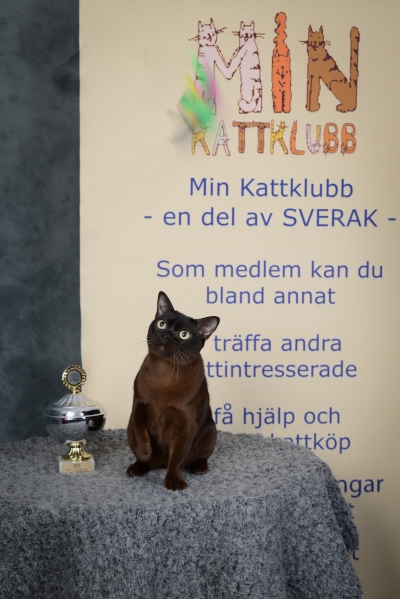 MIN
KATTKLUBB
Min Kattklubb
- en del av SVERAK -
Som medlem kan du
bland annat
träffa andra
ttintresserade
få hjälp och
kattköp
ngar